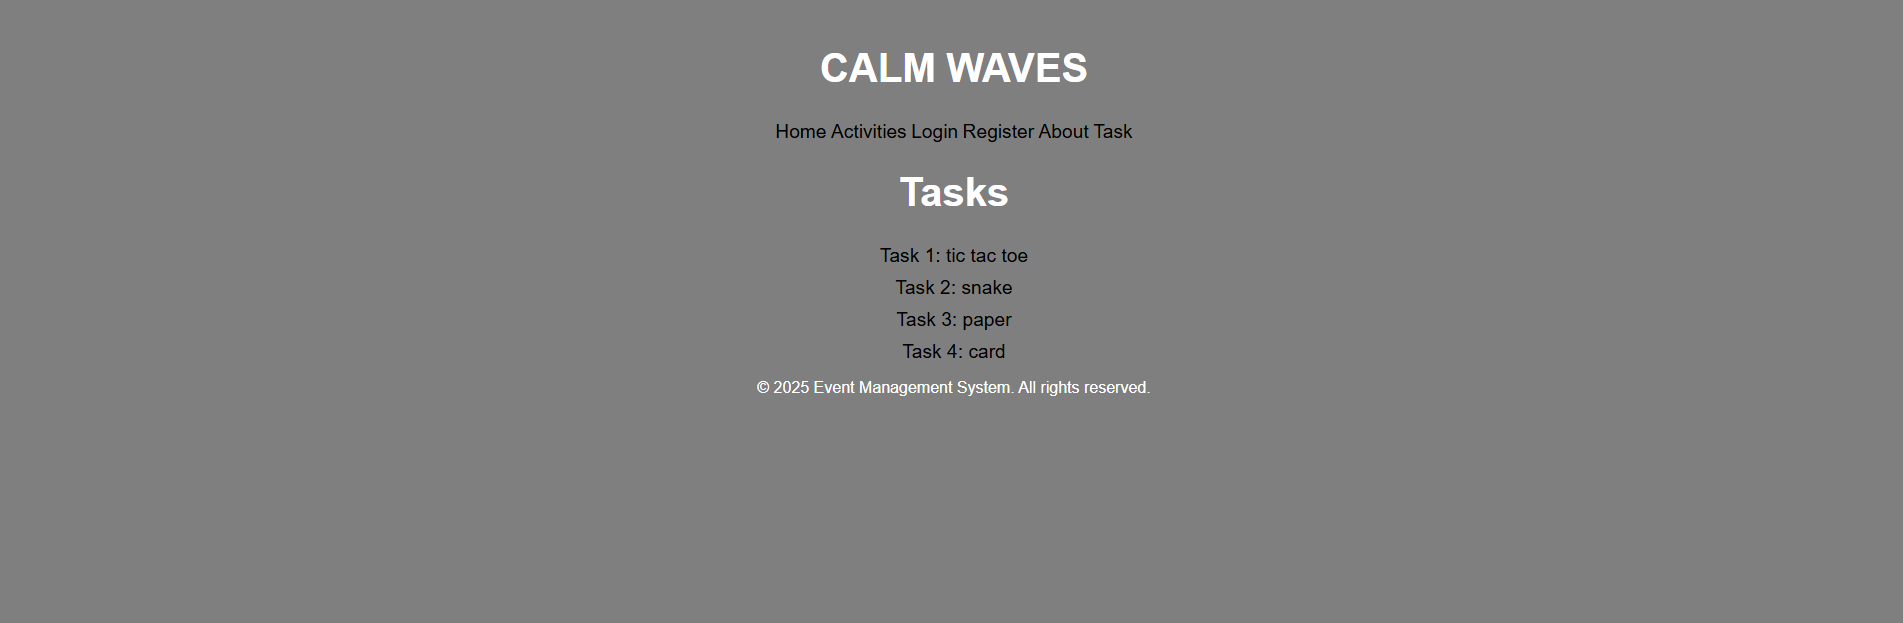 CALM WAVES
Home Activities Login Register About Task
Tasks
Task 1: tic tac toe
Task 2: snake
Task 3: paper
Task 4: card
© 2025 Event Management System. All rights reserved.